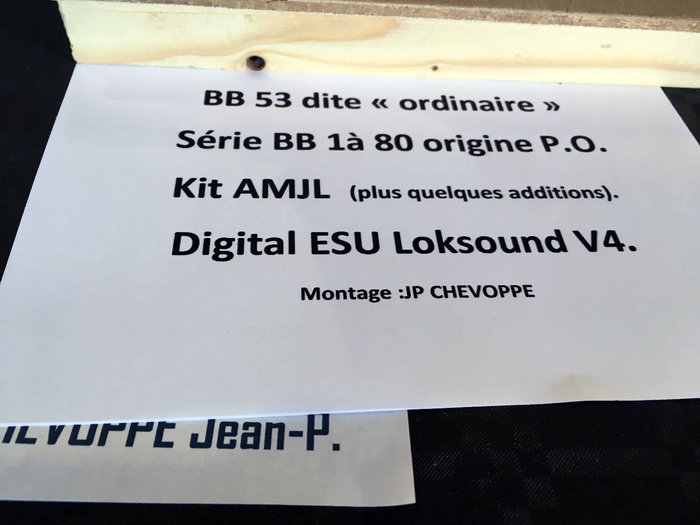 BB 53 dite « ordinaire »
Série BB 1à 80 origine P.O.
Kit AMJL (plus quelques additions).
Digital ESU Loksound V4.
Montage :JP CHEVOPPE
HEVOPPE Jean-P.